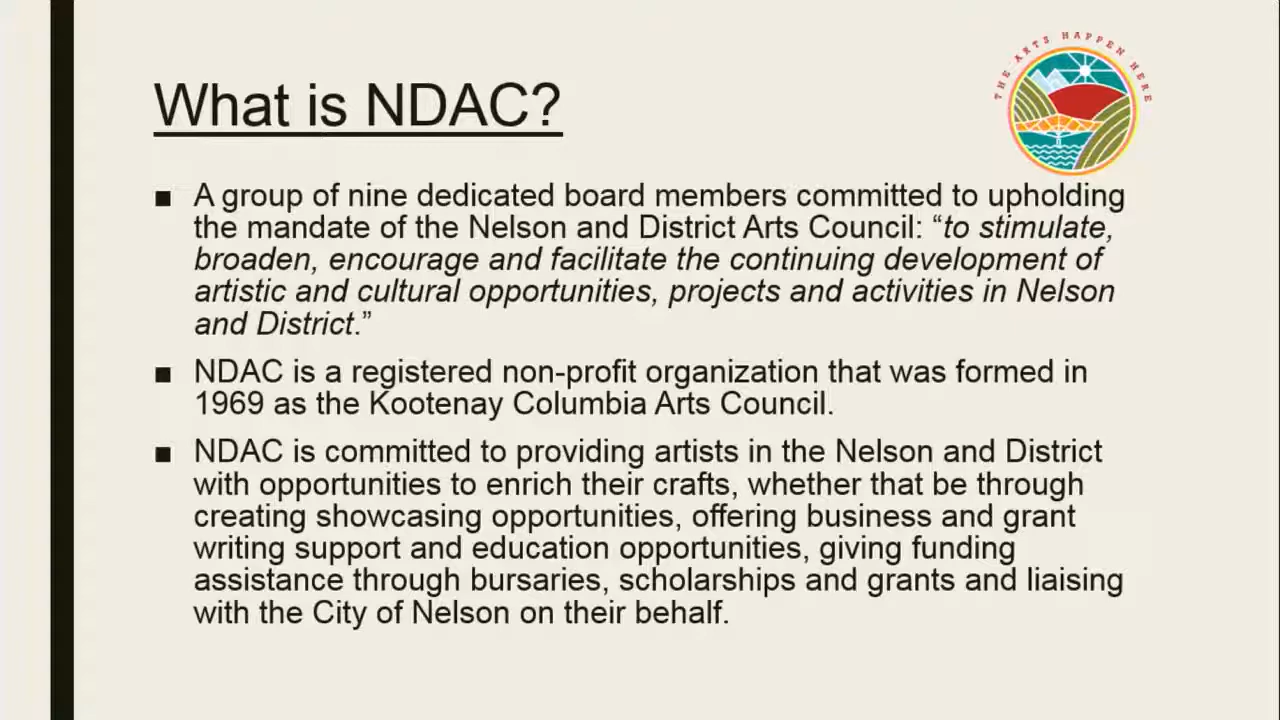 THE ARTS HAPPEN HERE
What is NDAC?
■ A group of nine dedicated board members committed to upholding
the mandate of the Nelson and District Arts Council: “to stimulate,
broaden, encourage and facilitate the continuing development of
artistic and cultural opportunities, projects and activities in Nelson
and District.”
■ NDAC is a registered non-profit organization that was formed in
1969 as the Kootenay Columbia Arts Council.
■ NDAC is committed to providing artists in the Nelson and District
with opportunities to enrich their crafts, whether that be through
creating showcasing opportunities, offering business and grant
writing support and education opportunities, giving funding
assistance through bursaries, scholarships and grants and liaising
with the City of Nelson on their behalf.